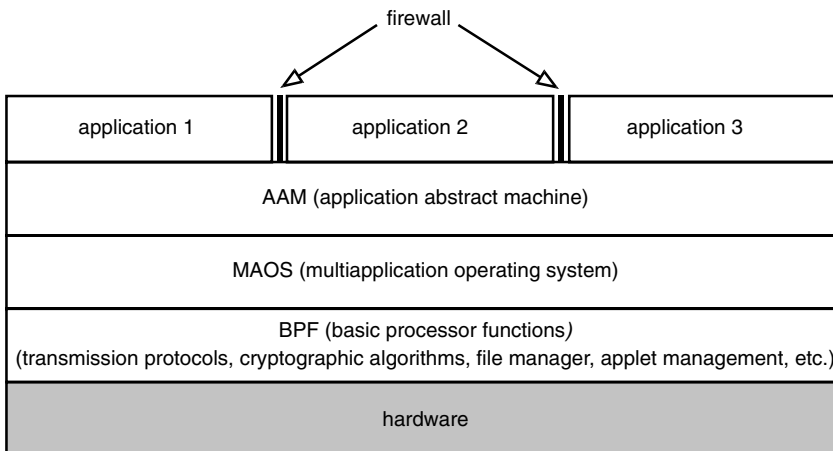 firewall
application 1
application 2
application 3
AAM (application abstract machine)
MAOS (multiapplication operating system)
BPF (basic processor functions)
(transmission protocols, cryptographic algorithms, file manager, applet management, etc.)
hardware